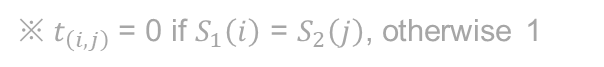 ※ t₍ᵢ,ⱼ₎ = 0 if S₁(i) = S₂(j), otherwise 1